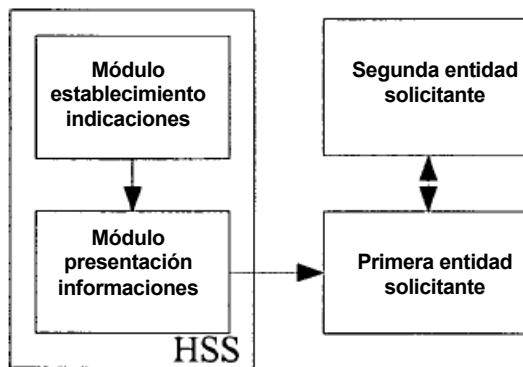 Módulo
establecimiento
indicaciones
Segunda entidad
solicitante
Módulo
presentación
informaciones
Primera entidad
solicitante
HSS